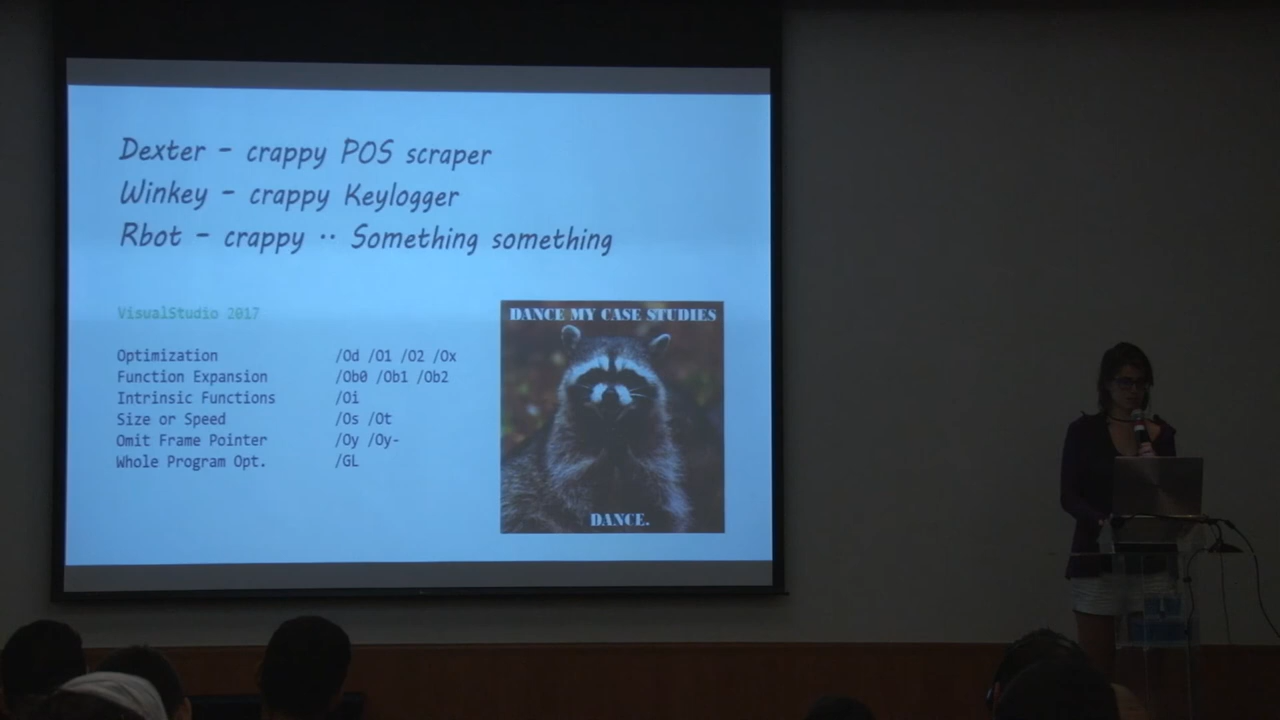 Dexter - crappy POS scraper
Winkey - crappy Keylogger
Rbot - crappy .. Something something
VisualStudio 2017
Optimization /Od /O1 /O2 /Ox
Function Expansion /Ob0 /Ob1 /Ob2
Intrinsic Functions /Oi
Size or Speed /Os /Ot
Omit Frame Pointer /Oy /Oy-
Whole Program Opt. /GL
DANCE MY CASE STUDIES
DANCE.